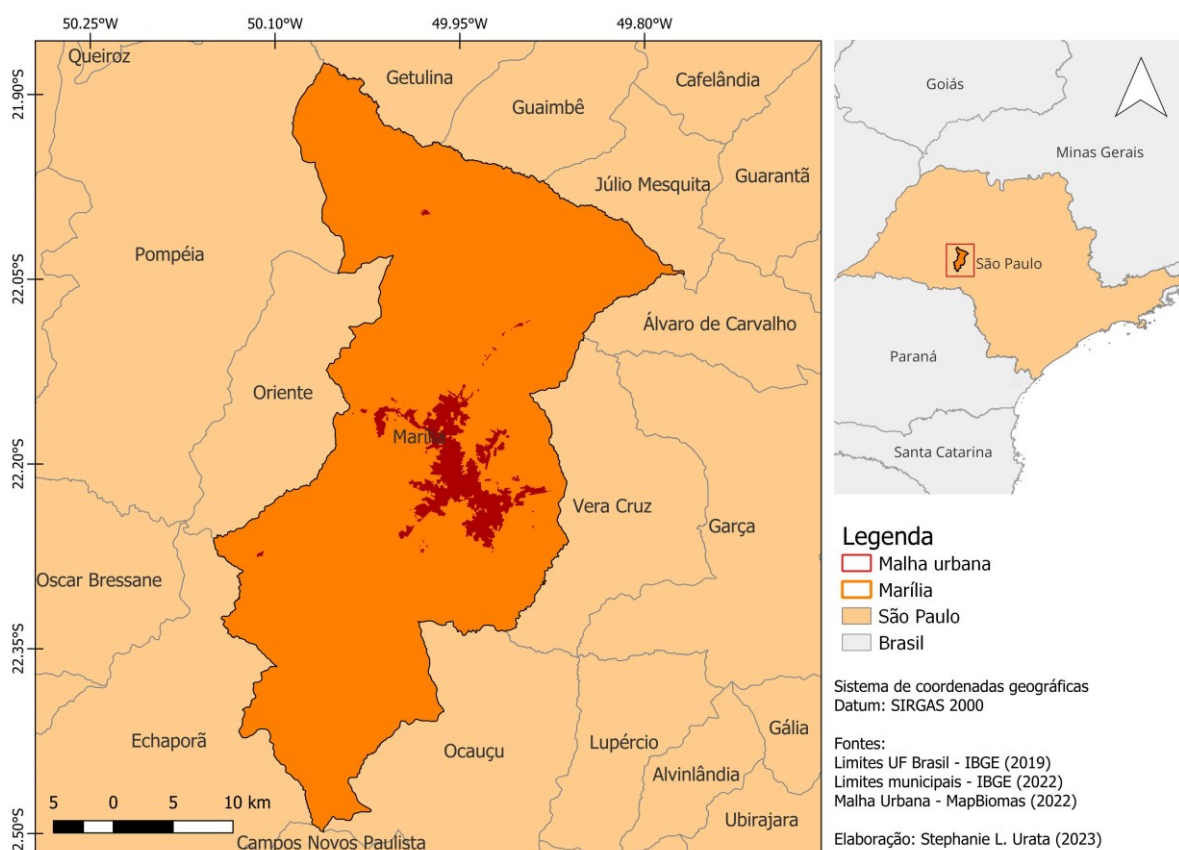 50.25°W 50.10°W 49.95°W 49.80°W
21.90°S
22.05°S
22.20°S
22.35°S
22.50°S
Queiroz
Getulina
Cafelândia
Guaimbê
Júlio Mesquita
Guarantã
Pompéia
Álvaro de Carvalho
Oriente
Marília
Vera Cruz
Garça
Oscar Bressane
Echaporã
Ocauçu
Lupércio
Gália
Alvinlândia
Ubirajara
Campos Novos Paulista
5 0 5 10 km
Goiás
Minas Gerais
São Paulo
Paraná
Santa Catarina
Legenda
Malha urbana
Marília
São Paulo
Brasil
Sistema de coordenadas geográficas
Datum: SIRGAS 2000
Fontes:
Limites UF Brasil - IBGE (2019)
Limites municipais - IBGE (2022)
Malha Urbana - MapBiomas (2022)
Elaboração: Stephanie L. Urata (2023)